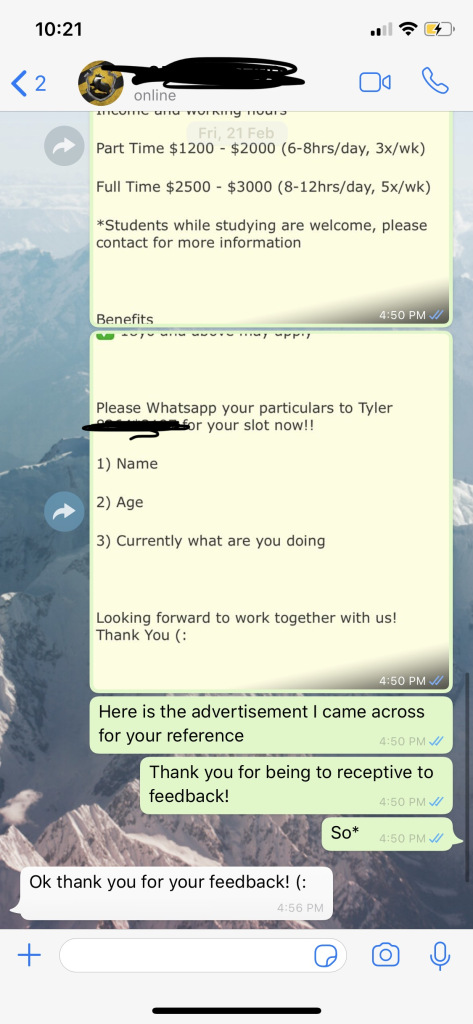 10:21
2
online
Income and working hours
Fri, 21 Feb
Part Time $1200 - $2000 (6-8hrs/day, 3x/wk)
Full Time $2500 - $3000 (8-12hrs/day, 5x/wk)
*Students while studying are welcome, please
contact for more information
Benefits
4:50 PM
and above may apply
Please Whatsapp your particulars to Tyler
for your slot now!!
1) Name
2) Age
3) Currently what are you doing
Looking forward to work together with us!
Thank You (:
4:50 PM
Here is the advertisement I came across
for your reference
4:50 PM
Thank you for being to receptive to
feedback!
4:50 PM
So*
4:50 PM
Ok thank you for your feedback! (:
4:56 PM